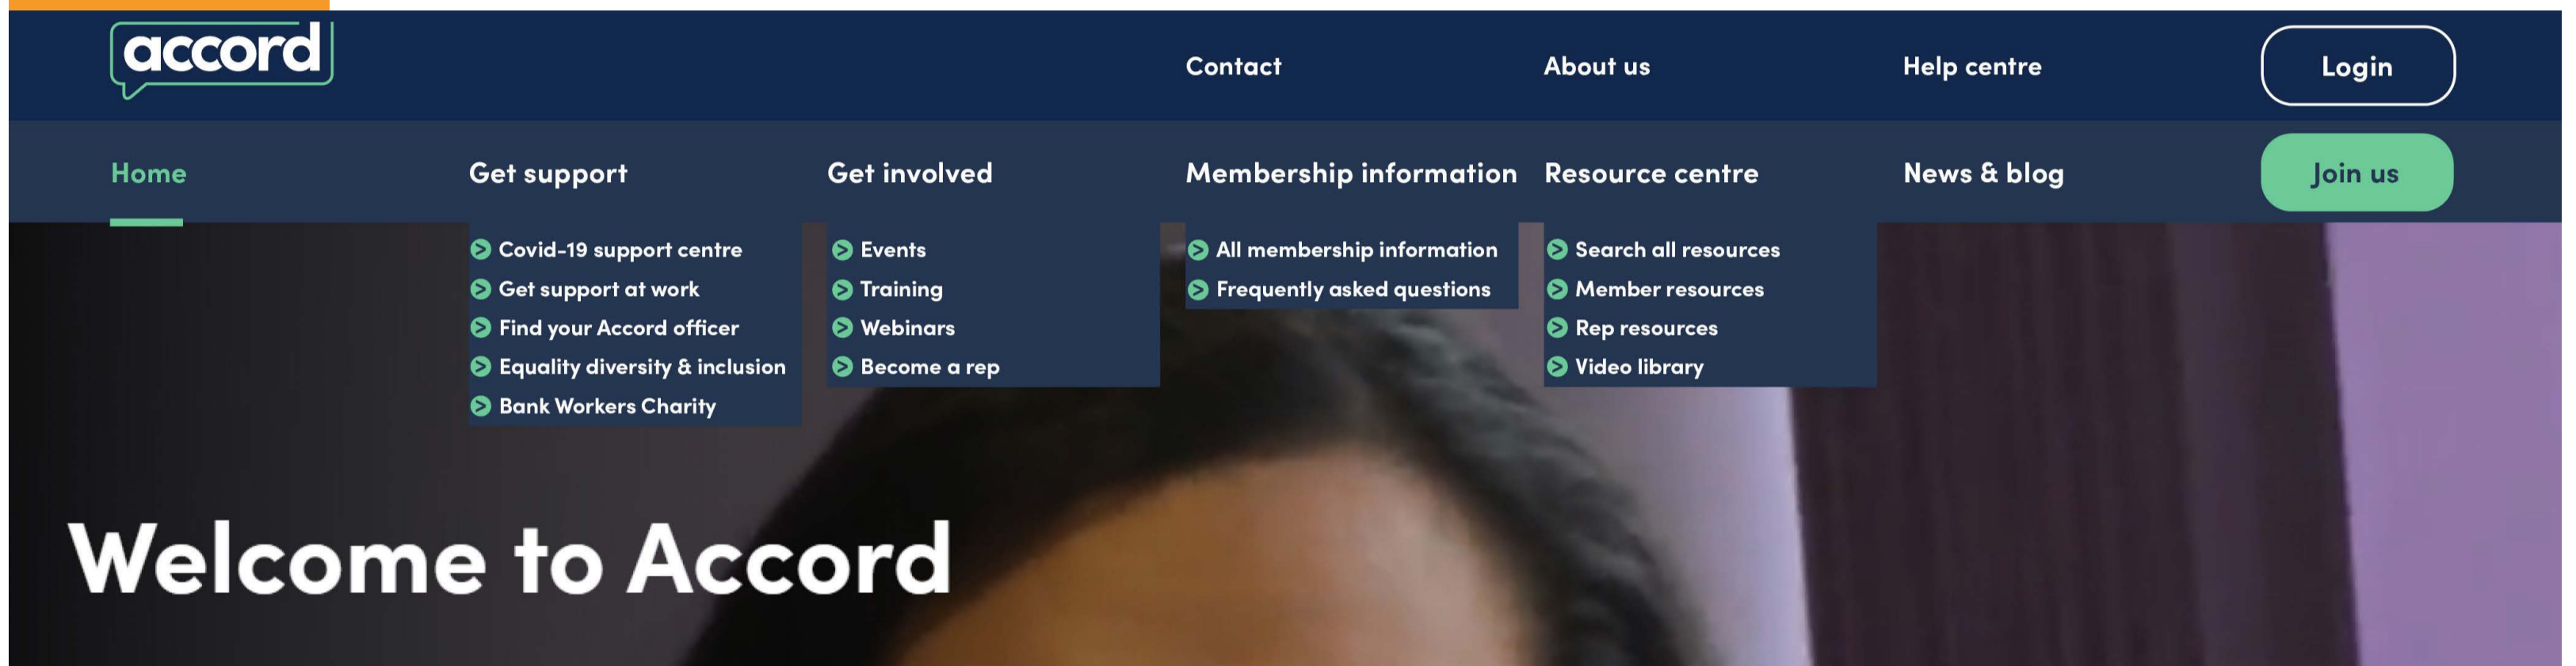 accord
Contact
About us
Help centre
Login
Home
Get support
Get involved
Membership information
Resource centre
News & blog
Join us
Covid-19 support centre
Get support at work
Find your Accord officer
Equality diversity & inclusion
Bank Workers Charity
Events
Training
Webinars
Become a rep
All membership information
Frequently asked questions
Search all resources
Member resources
Rep resources
Video library
Welcome to Accord